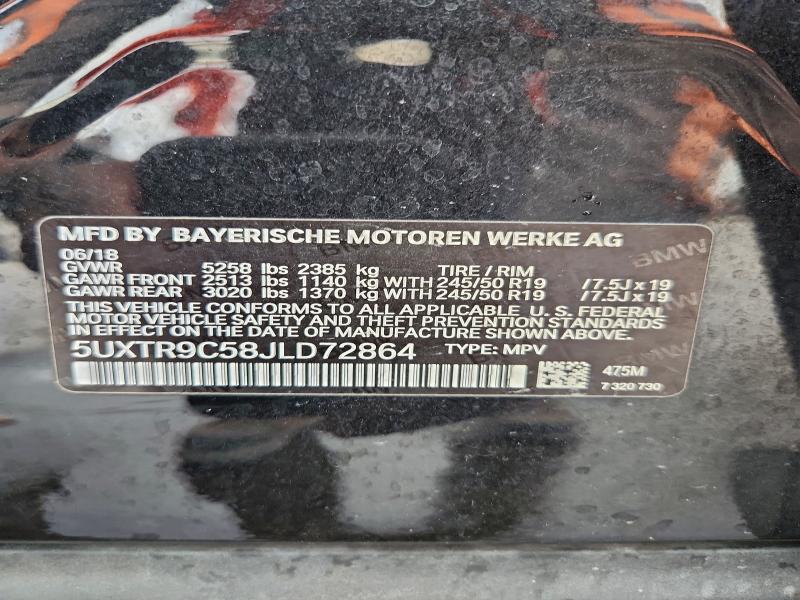 MFD BY BAYERISCHE MOTOREN WERKE AG
06/18
GVWR 5258 lbs 2385 kg TIRE / RIM
GAWR FRONT 2513 lbs 1140 kg WITH 245/50 R19 /7.5J x 19
GAWR REAR 3020 lbs 1370 kg WITH 245/50 R19 /7.5J x 19
THIS VEHICLE CONFORMS TO ALL APPLICABLE U. S. FEDERAL
MOTOR VEHICLE SAFETY AND THEFT PREVENTION STANDARDS
IN EFFECT ON THE DATE OF MANUFACTURE SHOWN ABOVE.
5UXTR9C58JLD72864 TYPE: MPV
475M
7 320 730
BMW